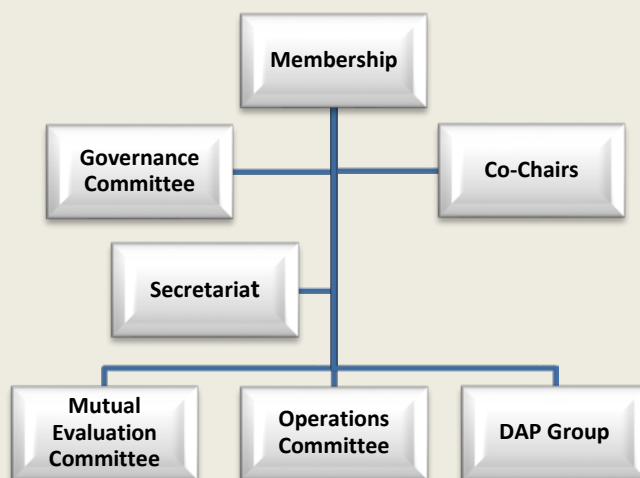 Membership
Governance
Committee
Co-Chairs
Secretariat
Mutual
Evaluation
Committee
Operations
Committee
DAP Group